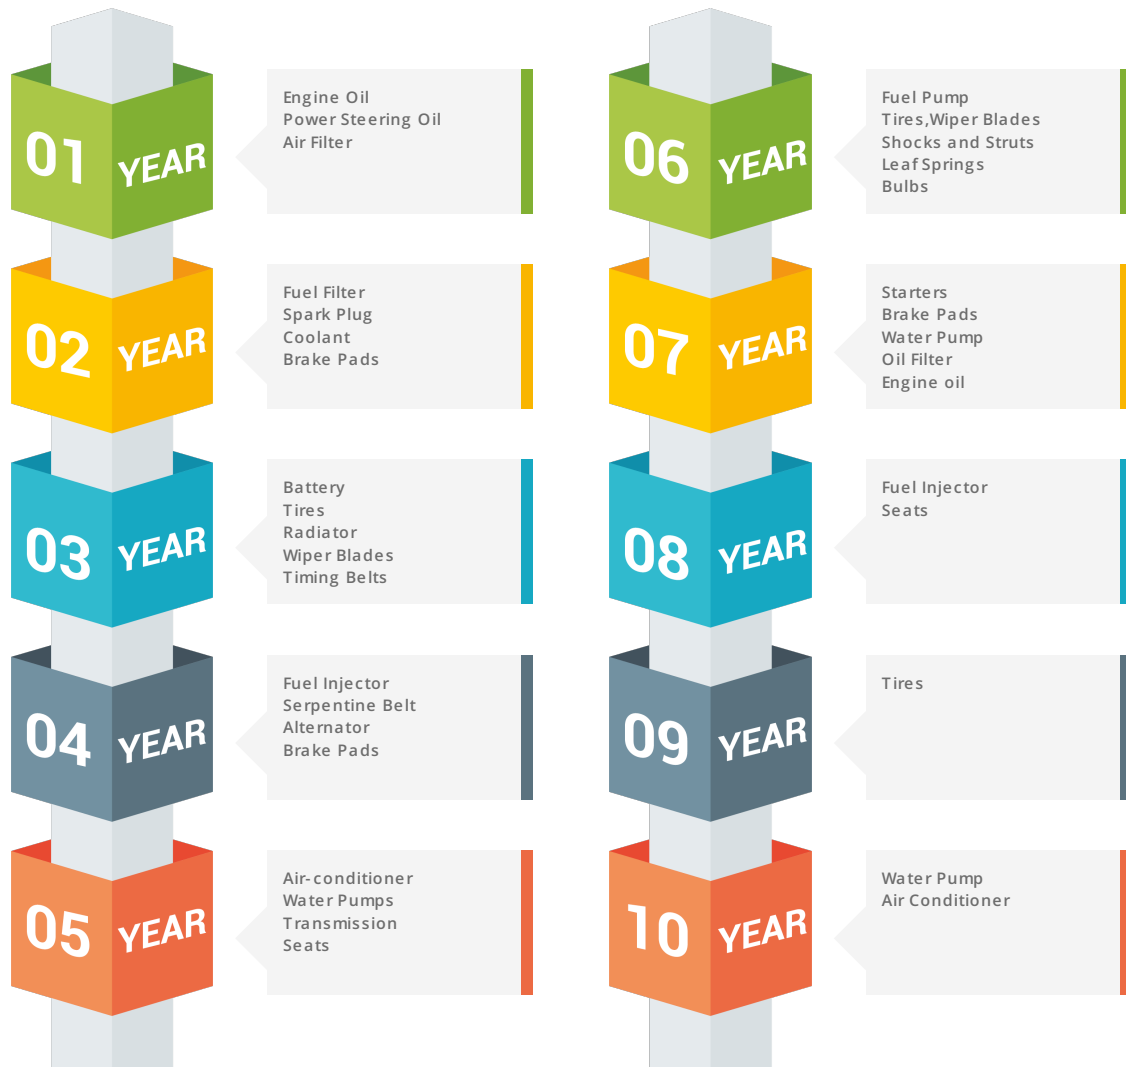 01 YEAR
Engine Oil
Power Steering Oil
Air Filter
02 YEAR
Fuel Filter
Spark Plug
Coolant
Brake Pads
03 YEAR
Battery
Tires
Radiator
Wiper Blades
Timing Belts
04 YEAR
Fuel Injector
Serpentine Belt
Alternator
Brake Pads
05 YEAR
Air-conditioner
Water Pumps
Transmission
Seats
06 YEAR
Fuel Pump
Tires,Wiper Blades
Shocks and Struts
Leaf Springs
Bulbs
07 YEAR
Starters
Brake Pads
Water Pump
Oil Filter
Engine oil
08 YEAR
Fuel Injector
Seats
09 YEAR
Tires
10 YEAR
Water Pump
Air Conditioner